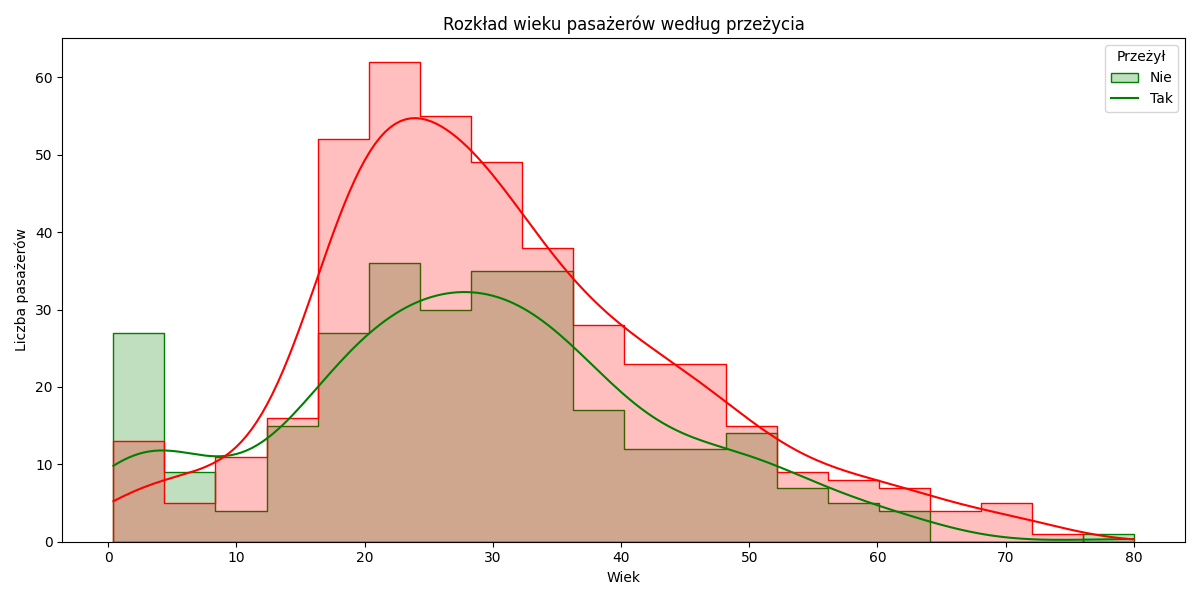 Rozkład wieku pasażerów według przeżycia
Przeżył
Nie
Tak
Liczba pasażerów
60
50
40
30
20
10
0
0 10 20 30 40 50 60 70 80
Wiek